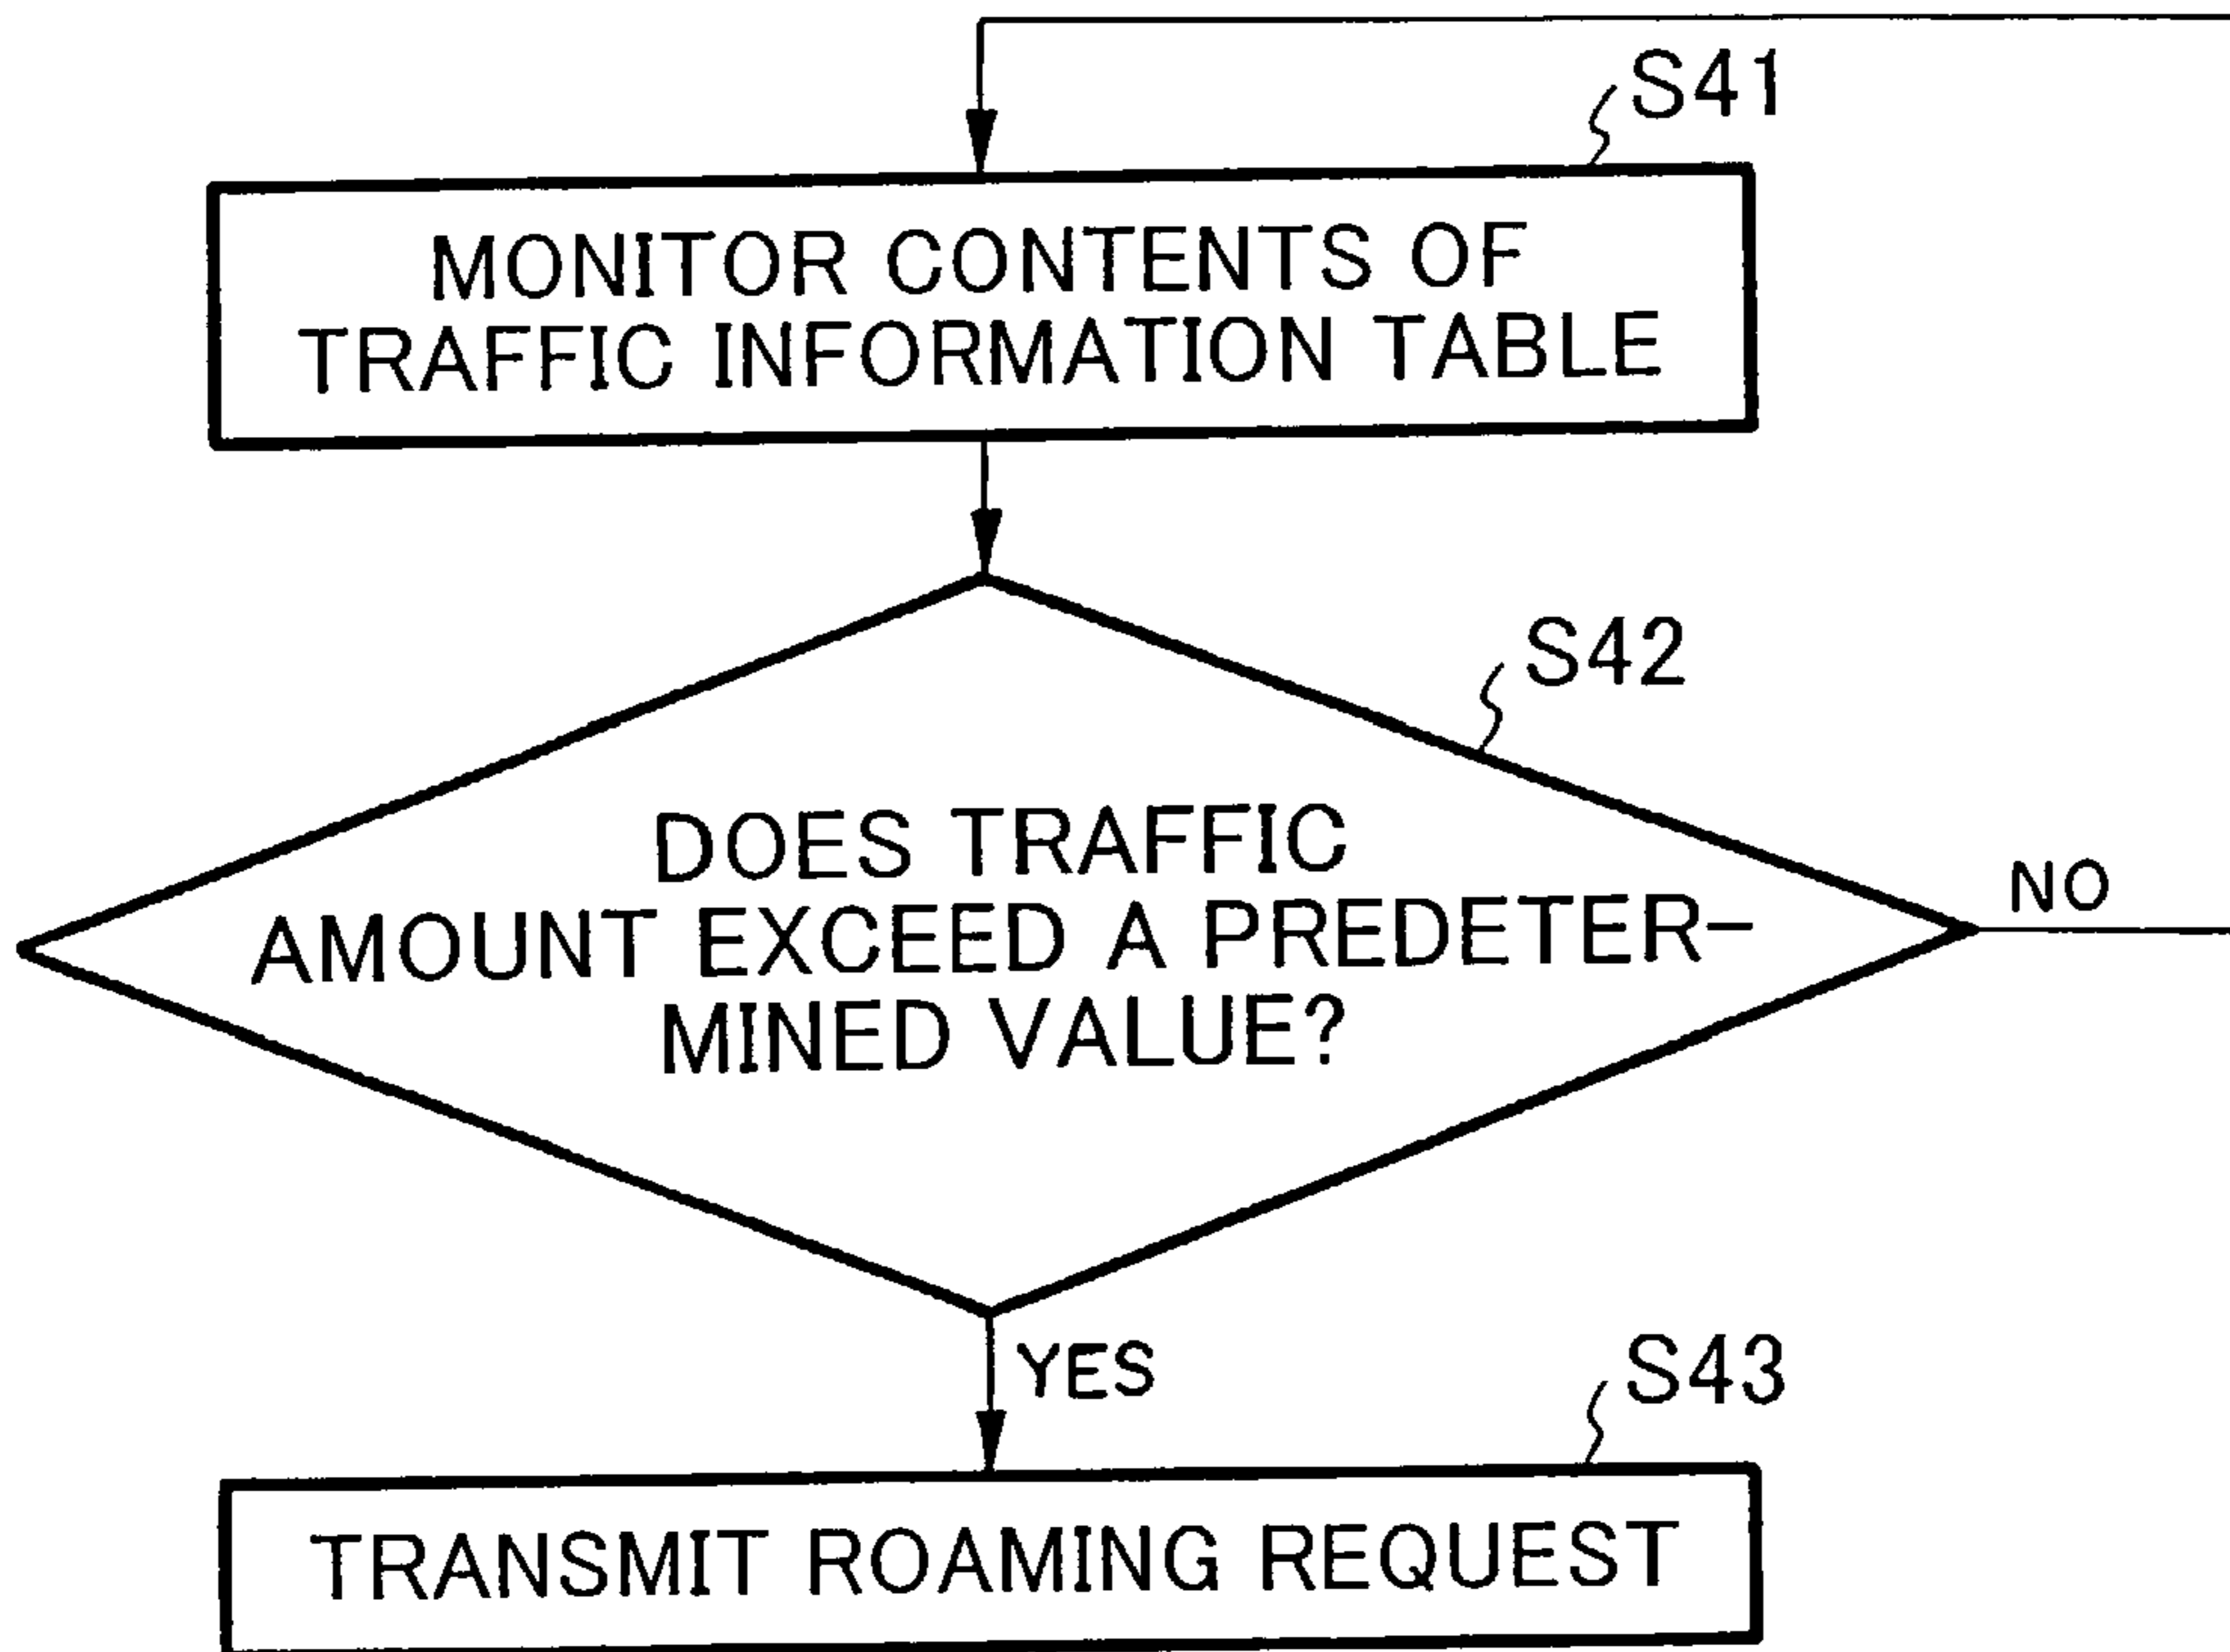 S41
MONITOR CONTENTS OF
TRAFFIC INFORMATION TABLE
S42
DOES TRAFFIC
AMOUNT EXCEED A PREDETER-
MINED VALUE?
NO
YES
S43
TRANSMIT ROAMING REQUEST